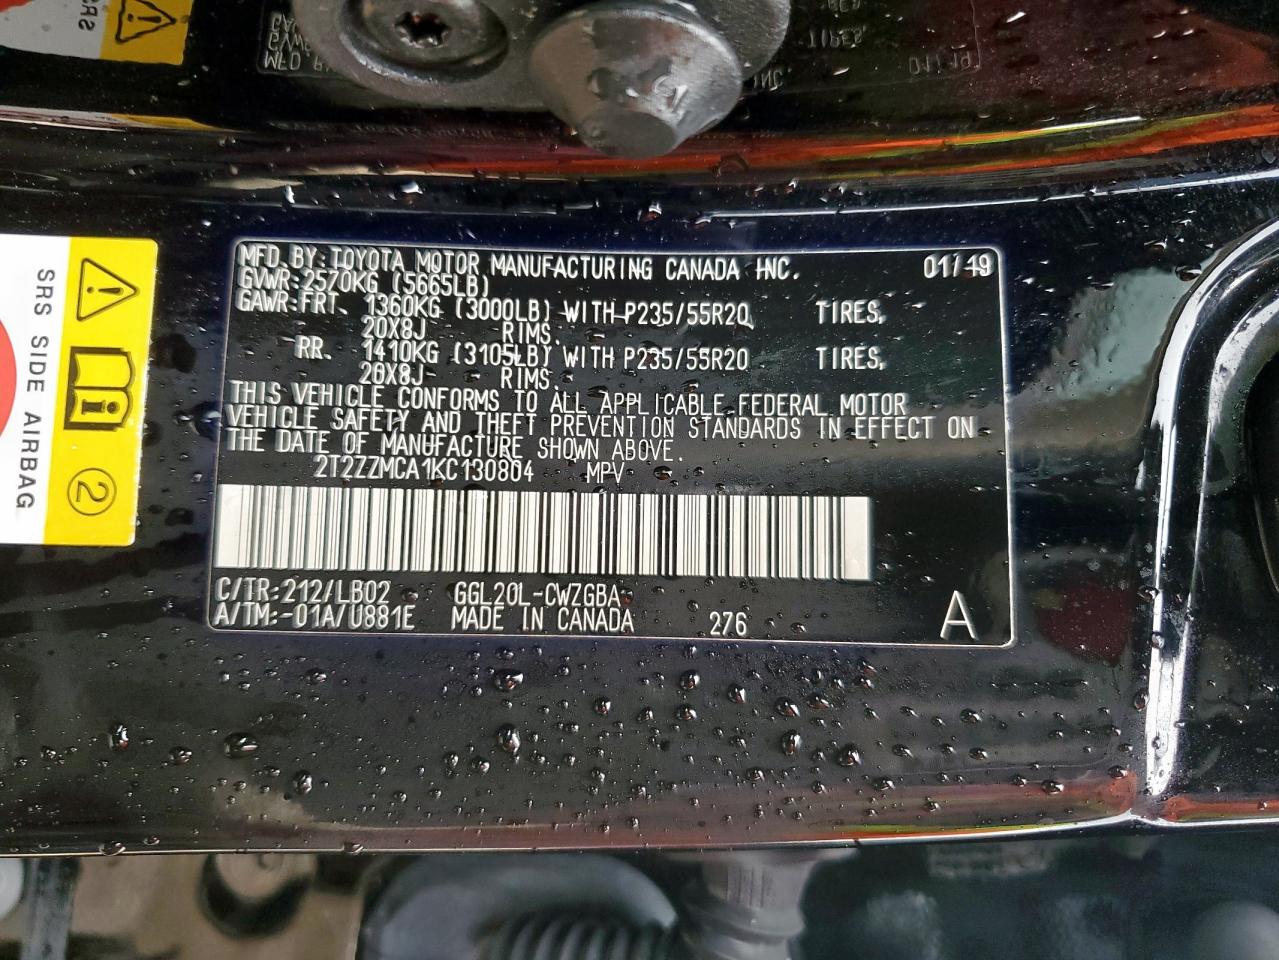 MFD.BY:TOYOTA MOTOR MANUFACTURING CANADA INC. 01/19
GVWR:2570KG (5665LB)
GAWR:FRT. 1360KG (3000LB) WITH P235/55R20 TIRES,
20X8J RIMS.
RR. 1410KG (3105LB) WITH P235/55R20 TIRES,
20X8J RIMS.
THIS VEHICLE CONFORMS TO ALL APPLICABLE FEDERAL MOTOR
VEHICLE SAFETY AND THEFT PREVENTION STANDARDS IN EFFECT ON
THE DATE OF MANUFACTURE SHOWN ABOVE.
2T2ZZMCA1KC130804 MPV
C/TR:212/LB02 GGL20L-CWZGBA
A/TM:-01A/U881E MADE IN CANADA 276 A
SRS SIDE AIRBAG
2